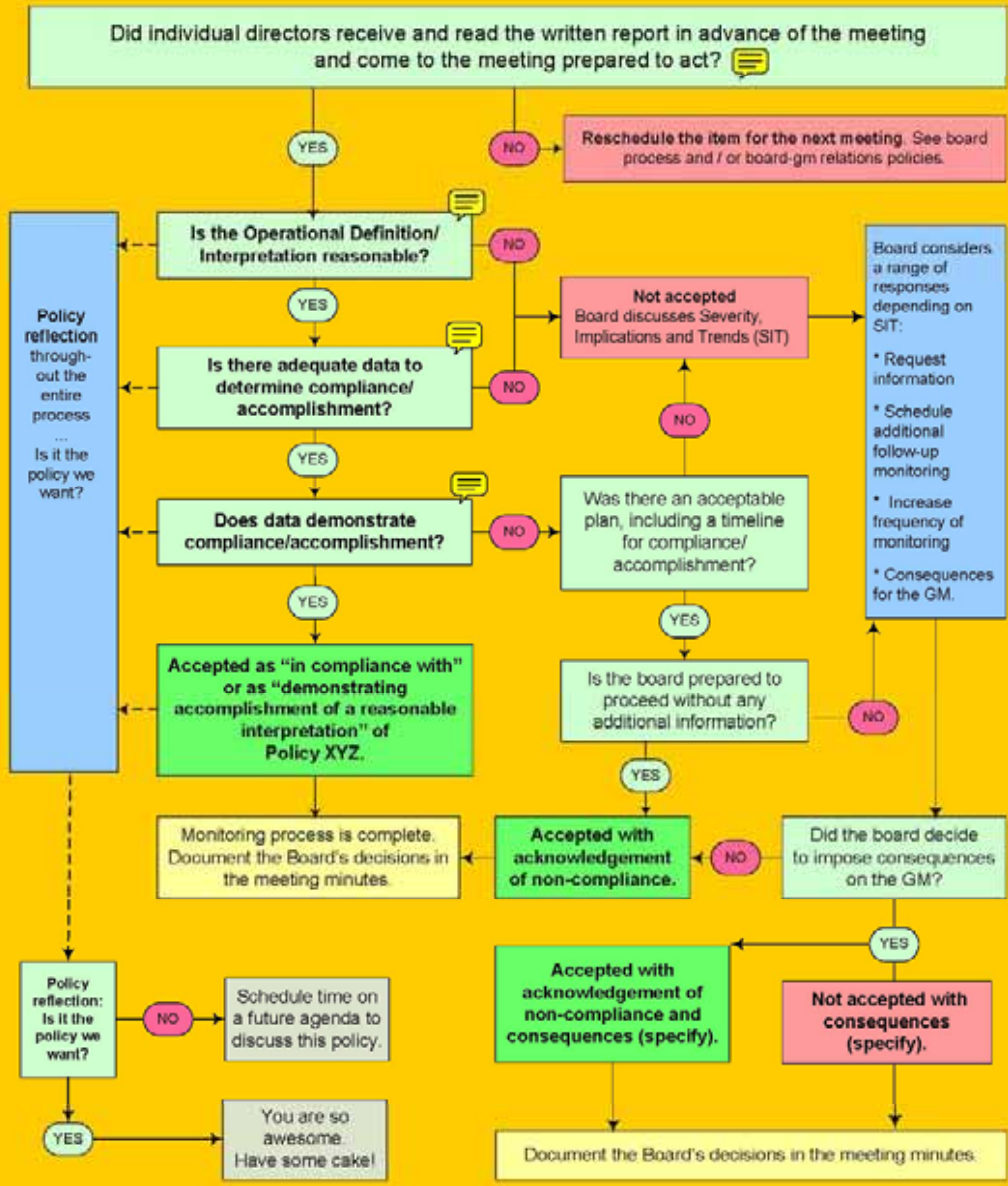 Did individual directors receive and read the written report in advance of the meeting
and come to the meeting prepared to act?
YES
NO
Reschedule the item for the next meeting. See board
process and / or board-gm relations policies.
Policy
reflection
through-
out the
entire
process
...
Is it the
policy we
want?
Is the Operational Definition/
Interpretation reasonable?
NO
YES
Is there adequate data to
determine compliance/
accomplishment?
NO
YES
Does data demonstrate
compliance/accomplishment?
NO
YES
Not accepted
Board discusses Severity,
Implications and Trends (SIT)
NO
Was there an acceptable
plan, including a timeline
for compliance/
accomplishment?
YES
Is the board prepared to
proceed without any
additional information?
NO
YES
Board considers
a range of
responses
depending on
SIT:
* Request
information
* Schedule
additional
follow-up
monitoring
* Increase
frequency of
monitoring
* Consequences
for the GM.
Accepted as “in compliance with”
or as “demonstrating
accomplishment of a reasonable
interpretation” of
Policy XYZ.
Monitoring process is complete.
Document the Board’s decisions in
the meeting minutes.
Accepted with
acknowledgement
of non-compliance.
NO
Did the board decide
to impose consequences
on the GM?
YES
Accepted with
acknowledgement of
non-compliance and
consequences (specify).
Not accepted with
consequences
(specify).
Document the Board’s decisions in the meeting minutes.
Policy
reflection:
Is it the
policy we
want?
NO
Schedule time on
a future agenda to
discuss this policy.
YES
You are so
awesome.
Have some cake!